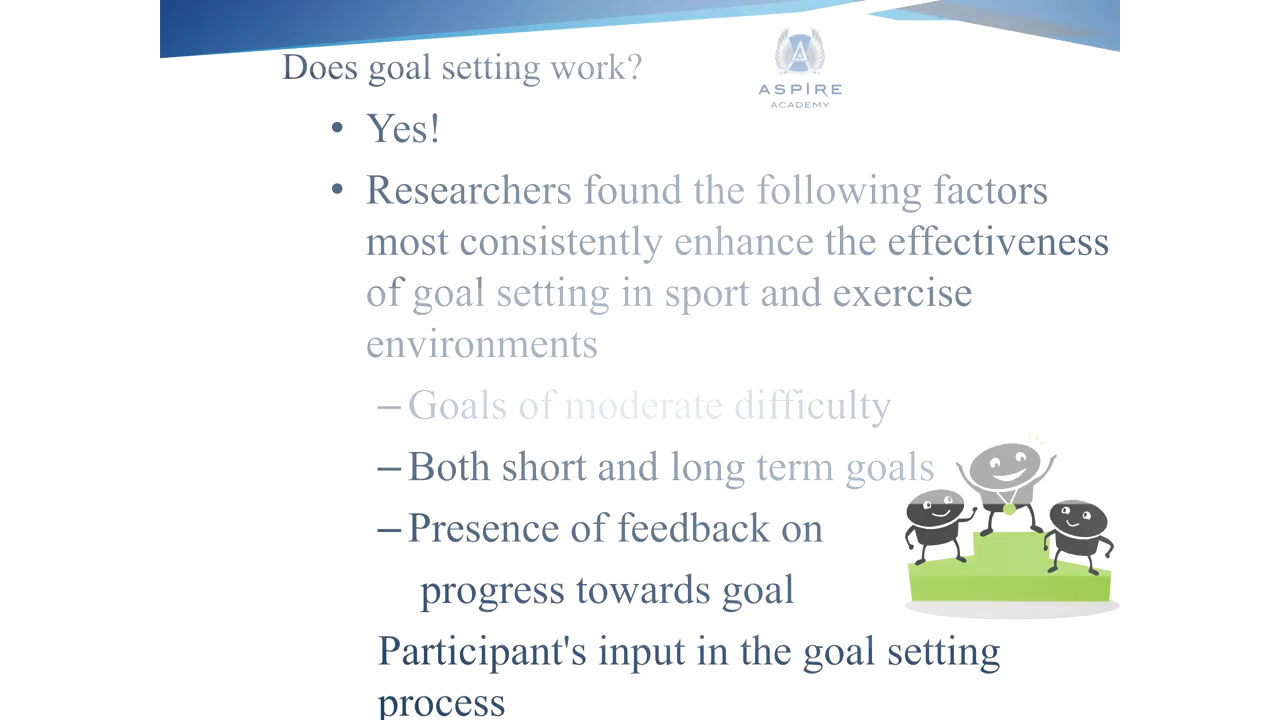 Does goal setting work?
ASPIRE
ACADEMY
• Yes!
• Researchers found the following factors
most consistently enhance the effectiveness
of goal setting in sport and exercise
environments
– Goals of moderate difficulty
– Both short and long term goals
– Presence of feedback on
progress towards goal
Participant's input in the goal setting
process